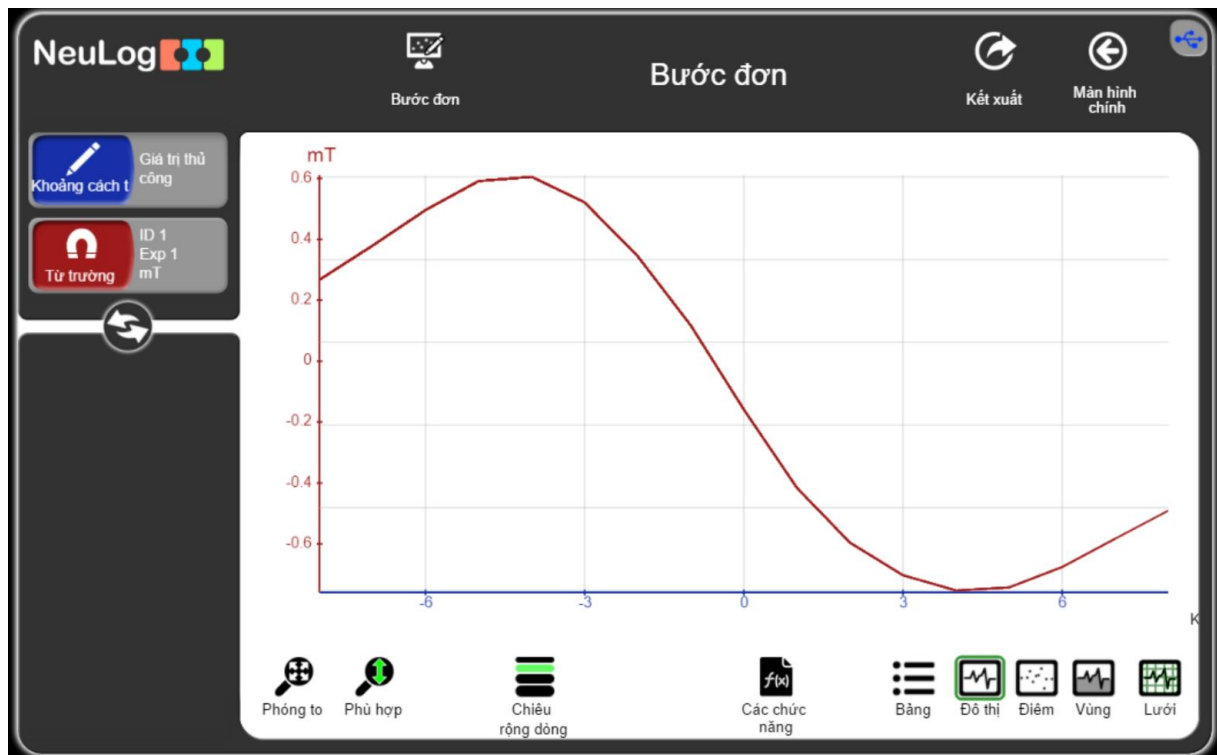 NeuLog
Bước đơn
Bước đơn
Kết xuất
Màn hình
chính
Khoảng cách t
Giá trị thủ
công
Từ trường
ID 1
Exp 1
mT
mT
0.6
0.4
0.2
0
-0.2
-0.4
-0.6
-6
-3
0
3
6
K
Phóng to
Phù hợp
Chiêu
rộng dòng
f(x)
Các chức
năng
Bảng
Đồ thị
Điêm
Vùng
Lưới